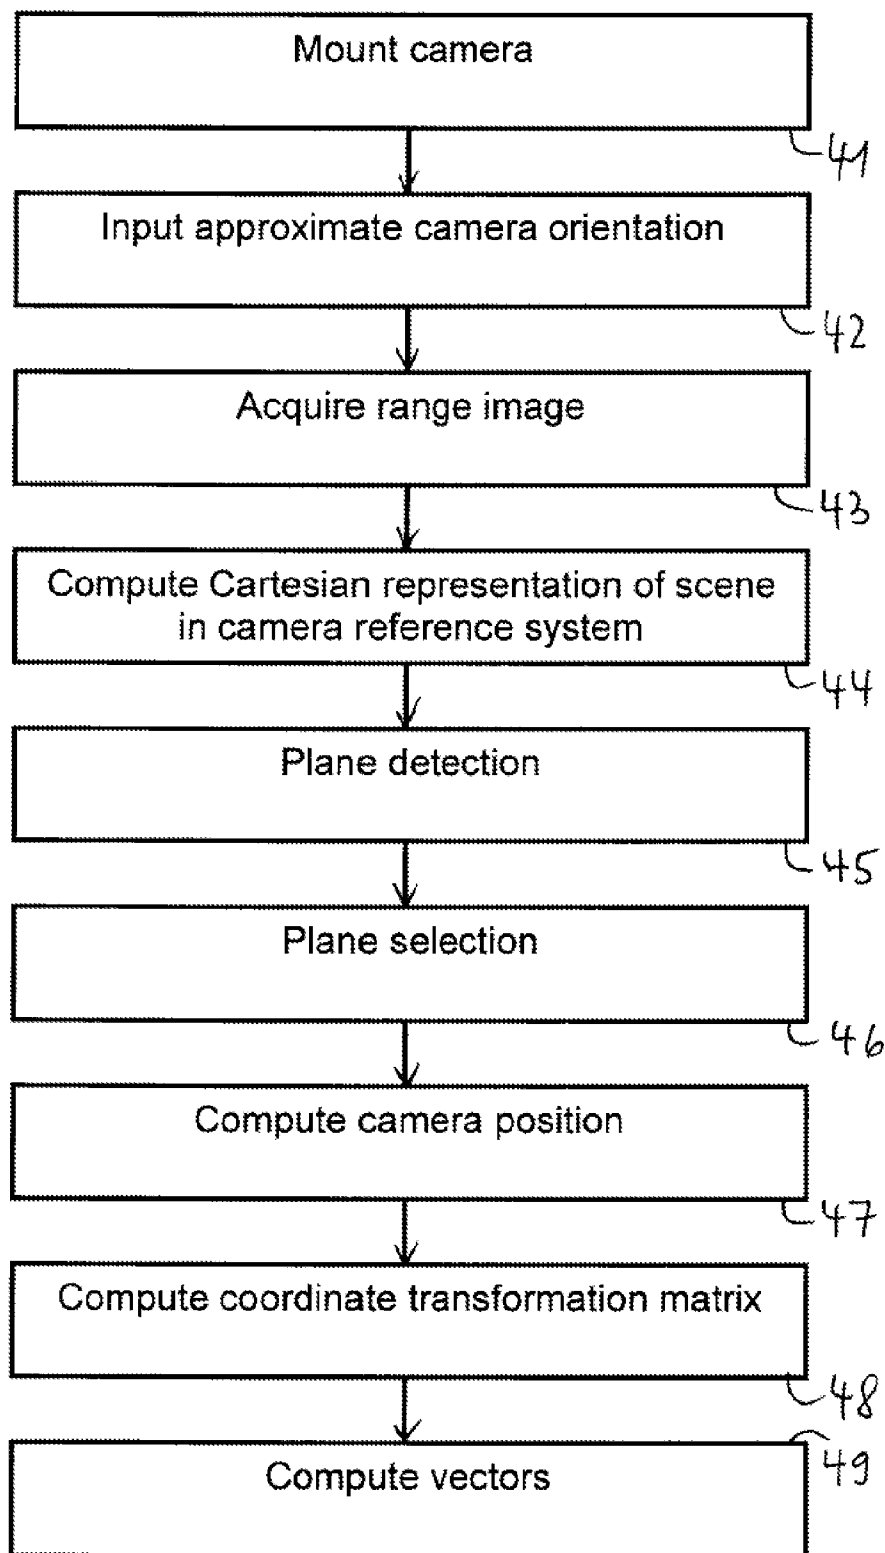 Mount camera
41
Input approximate camera orientation
42
Acquire range image
43
Compute Cartesian representation of scene
in camera reference system
44
Plane detection
45
Plane selection
46
Compute camera position
47
Compute coordinate transformation matrix
48
Compute vectors
49